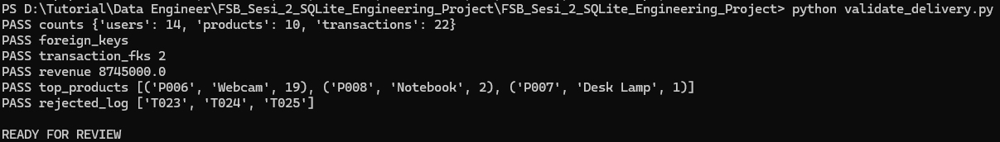 PS D:\Tutorial\Data Engineer\FSB_Sesi_2_SQLite_Engineering_Project\FSB_Sesi_2_SQLite_Engineering_Project> python validate_delivery.py
PASS counts {'users': 14, 'products': 10, 'transactions': 22}
PASS foreign_keys
PASS transaction_fks 2
PASS revenue 8745000.0
PASS top_products [('P006', 'Webcam', 19), ('P008', 'Notebook', 2), ('P007', 'Desk Lamp', 1)]
PASS rejected_log ['T023', 'T024', 'T025']
READY FOR REVIEW